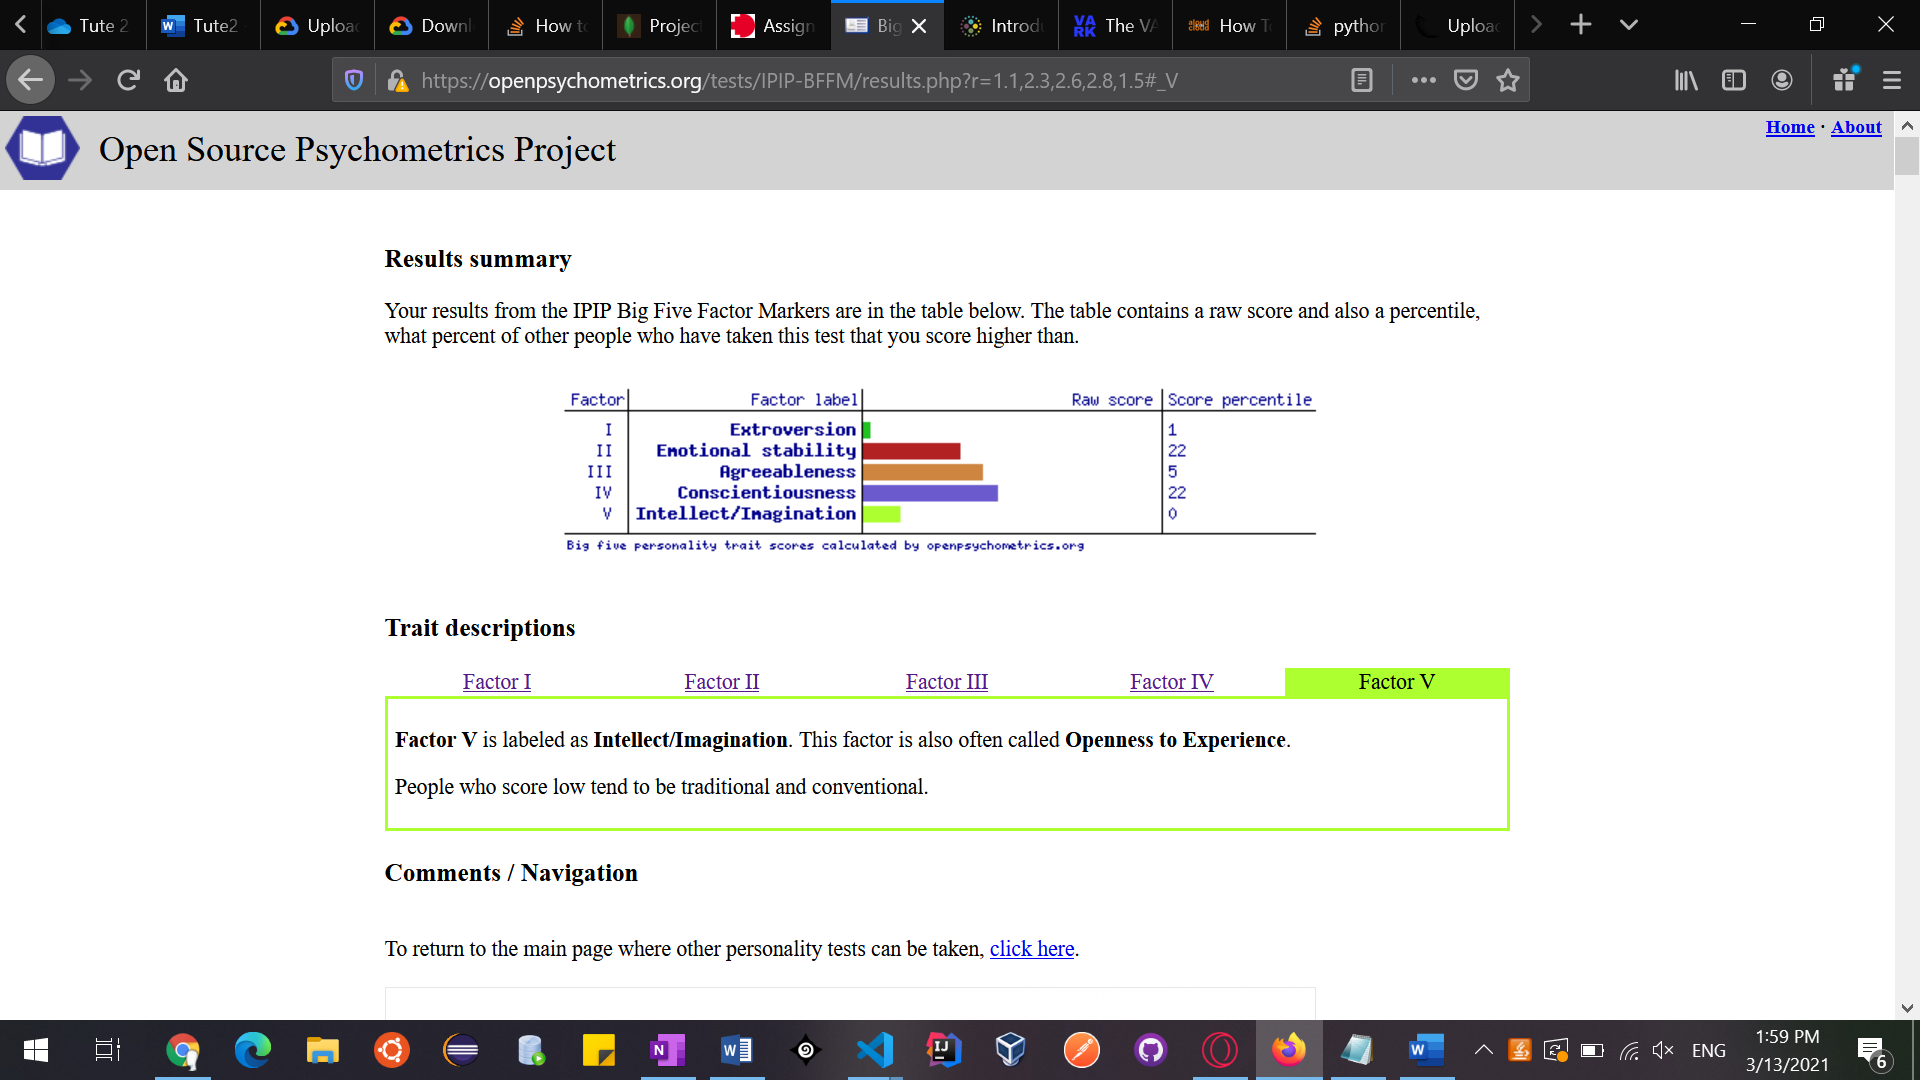 Tute 2
Tute2
Uploa
Downl
How to
Project
Assign
Big
Introd
VA
RK
The VA
How T
python
Uploa
https://openpsychometrics.org/tests/IPIP-BFFM/results.php?r=1.1,2.3,2.6,2.8,1.5#_V
Open Source Psychometrics Project
Home · About
Results summary
Your results from the IPIP Big Five Factor Markers are in the table below. The table contains a raw score and also a percentile,
what percent of other people who have taken this test that you score higher than.
Factor Factor label Raw score Score percentile
I Extroversion 1
II Emotional stability 22
III Agreeableness 5
IV Conscientiousness 22
V Intellect/Imagination 0
Big five personality trait scores calculated by openpsychometrics.org
Trait descriptions
Factor I Factor II Factor III Factor IV Factor V
Factor V is labeled as Intellect/Imagination. This factor is also often called Openness to Experience.
People who score low tend to be traditional and conventional.
Comments / Navigation
To return to the main page where other personality tests can be taken, click here.
ENG
1:59 PM
3/13/2021
6